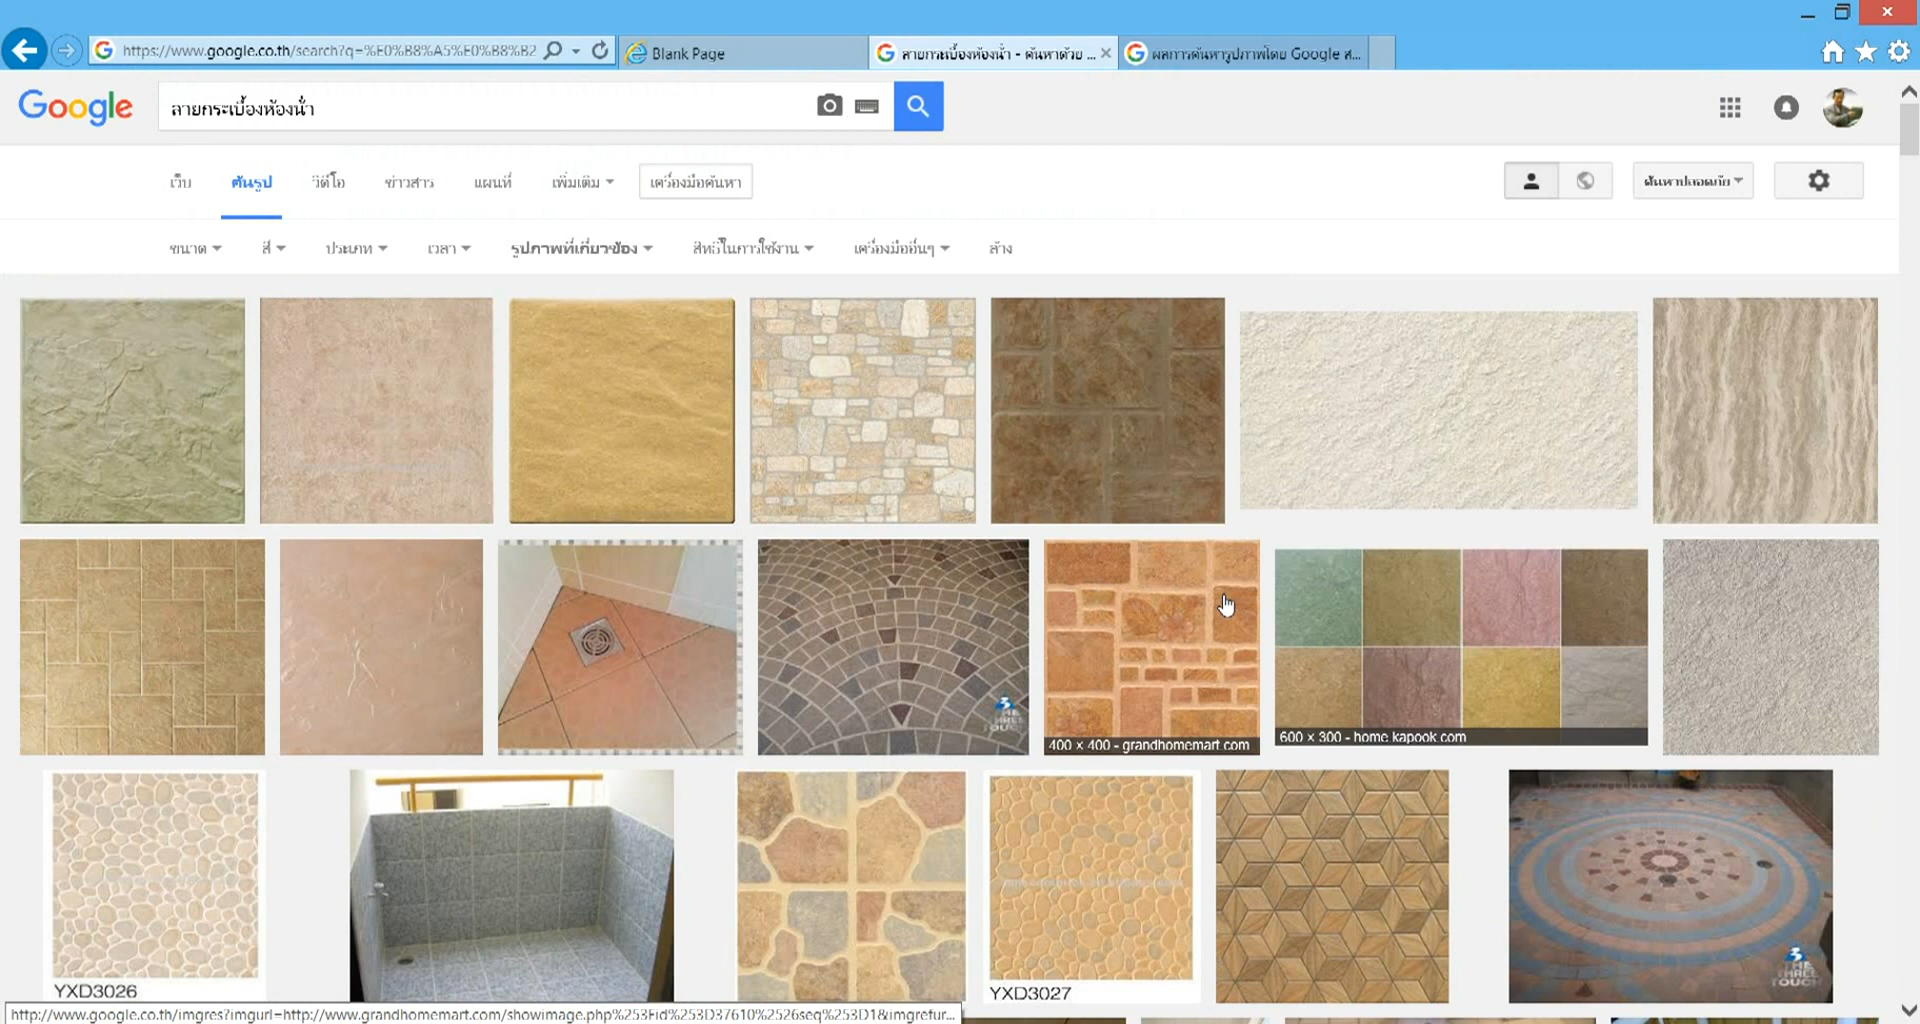 https://www.google.co.th/search?q=%E0%B8%A5%E0%B8%B2
Blank Page
ลายกระเบื้องห้องน้ำ - ค้นหาด้วย ...
ผลการค้นหารูปภาพโดย Google ส...
Google
ลายกระเบื้องห้องน้ำ
เว็บ
ค้นรูป
วิดีโอ
ข่าวสาร
แผนที่
เพิ่มเติม
เครื่องมือค้นหา
ค้นหาปลอดภัย
ขนาด
สี
ประเภท
เวลา
รูปภาพที่เกี่ยวข้อง
สิทธิ์ในการใช้งาน
เครื่องมืออื่นๆ
ล้าง
3
THE
THREE
TOUCH
400 × 400 - grandhomemart.com
600 × 300 - home.kapook.com
YXD3026
YXD3027
3
THE
THREE
TOUCH
http://www.google.co.th/imgres?imgurl=http://www.grandhomemart.com/showimage.php%253Fid%253D37610%2526seq%253D1&imgrefur...